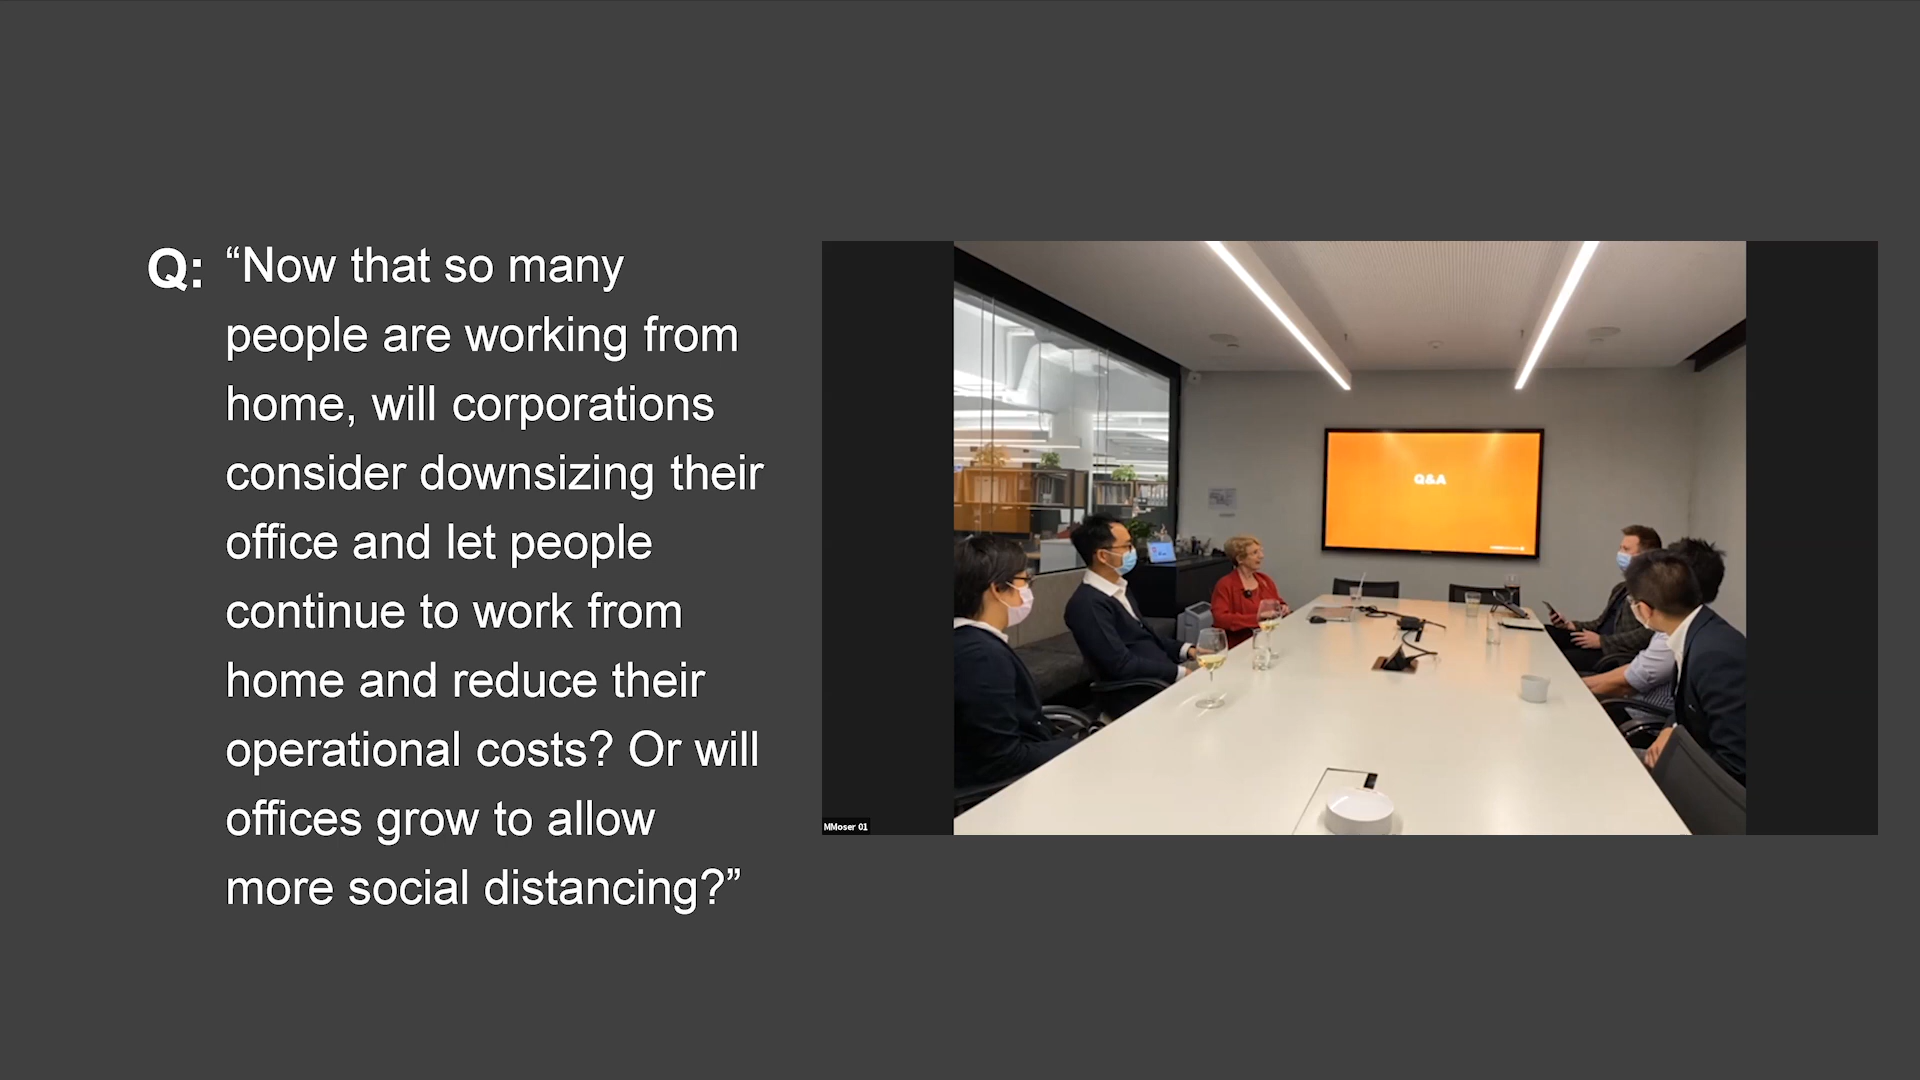 Q: “Now that so many
people are working from
home, will corporations
consider downsizing their
office and let people
continue to work from
home and reduce their
operational costs? Or will
offices grow to allow
more social distancing?”
Q&A
MMoser 01